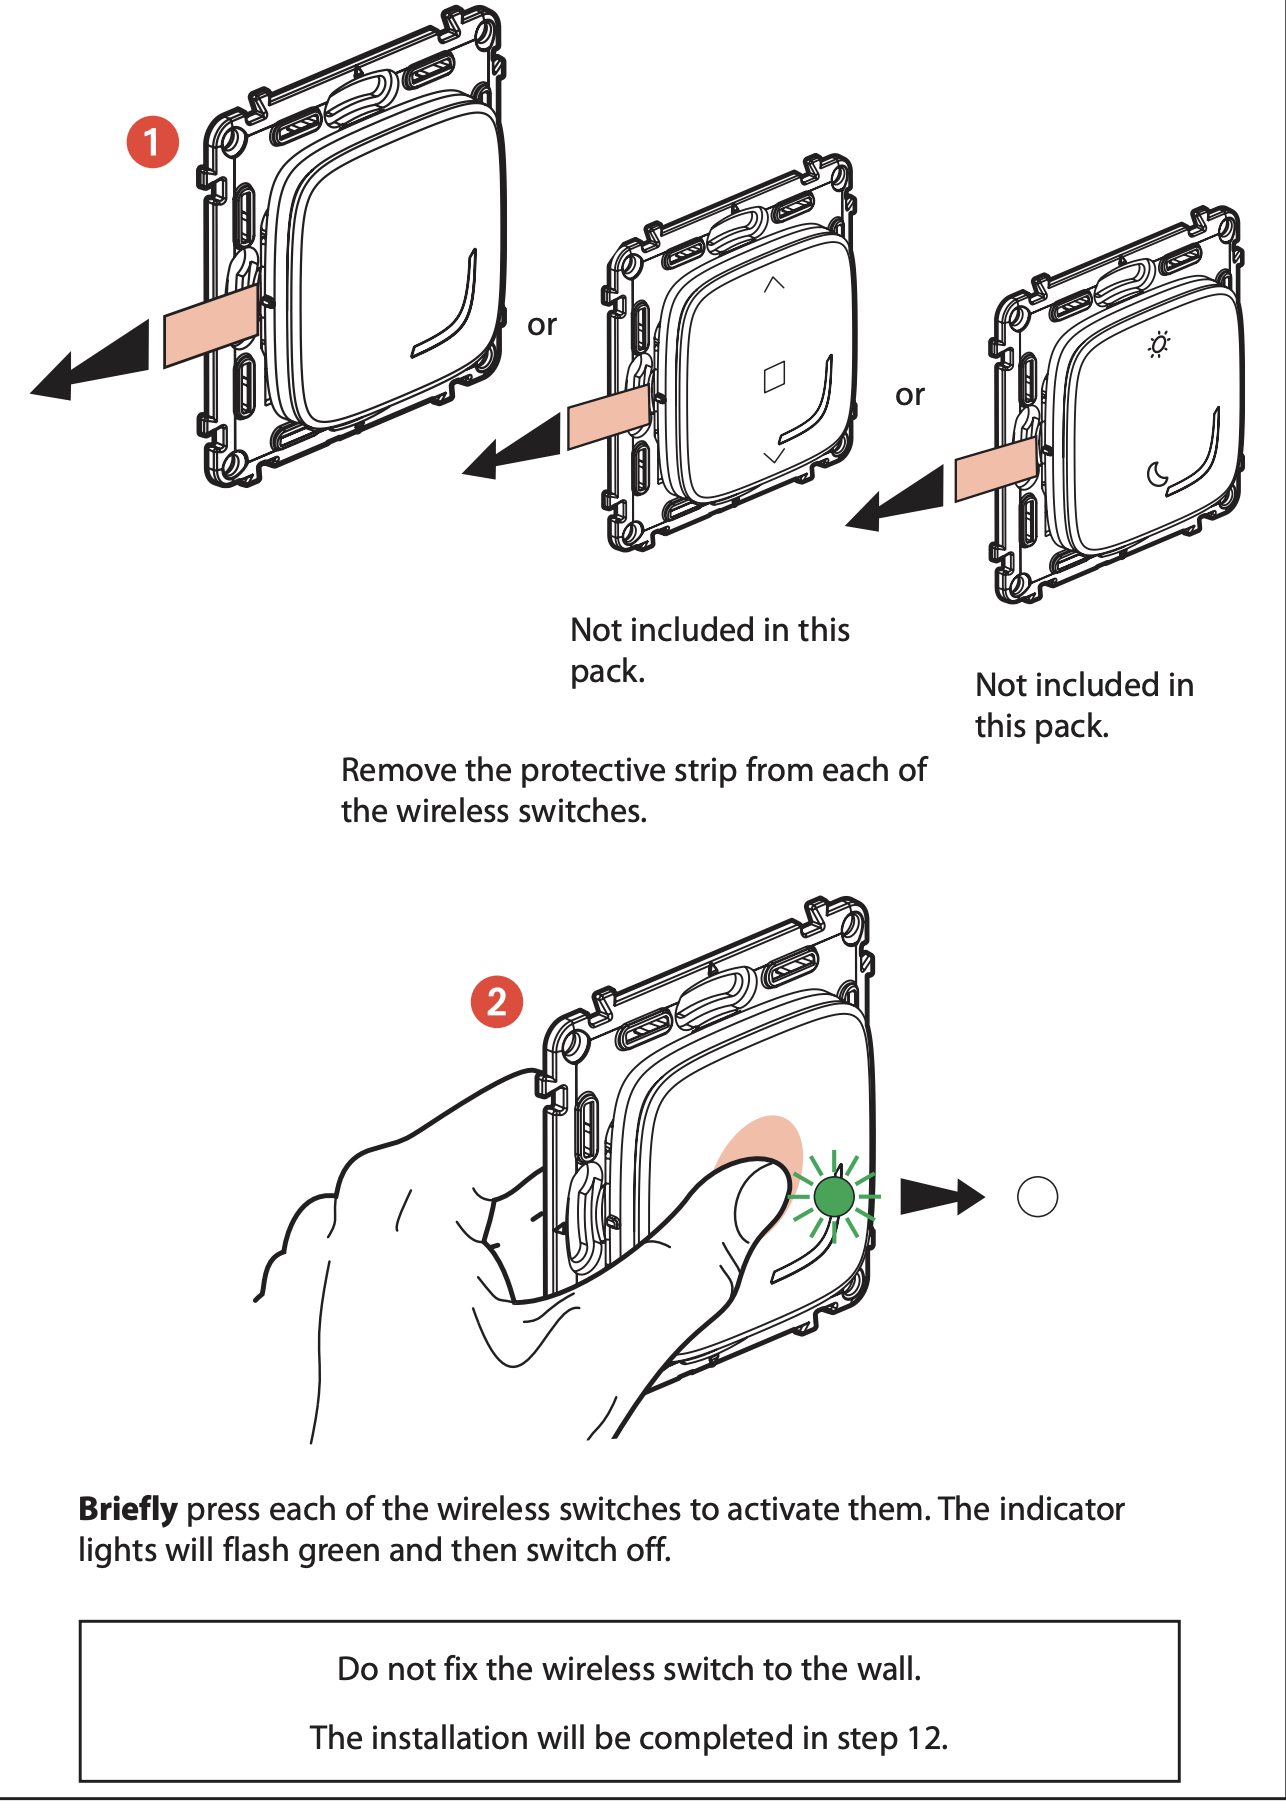 1
or
or
Not included in this
pack.
Not included in
this pack.
Remove the protective strip from each of
the wireless switches.
2
Briefly press each of the wireless switches to activate them. The indicator
lights will flash green and then switch off.
Do not fix the wireless switch to the wall.
The installation will be completed in step 12.